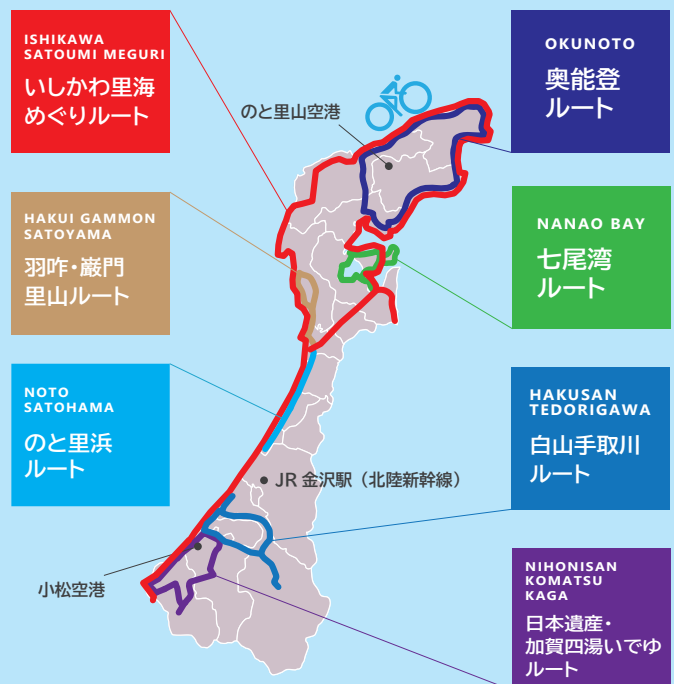 ISHIKAWA
SATOUMI MEGURI
いしかわ里海
めぐりルート
OKUNOTO
奥能登
ルート
のと里山空港
HAKUI GAMMON
SATOYAMA
羽咋・巌門
里山ルート
NANAO BAY
七尾湾
ルート
NOTO
SATOHAMA
のと里浜
ルート
HAKUSAN
TEDORIGAWA
白山手取川
ルート
JR 金沢駅（北陸新幹線）
小松空港
NIHONISAN
KOMATSU
KAGA
日本遺産・
加賀四湯いでゆ
ルート